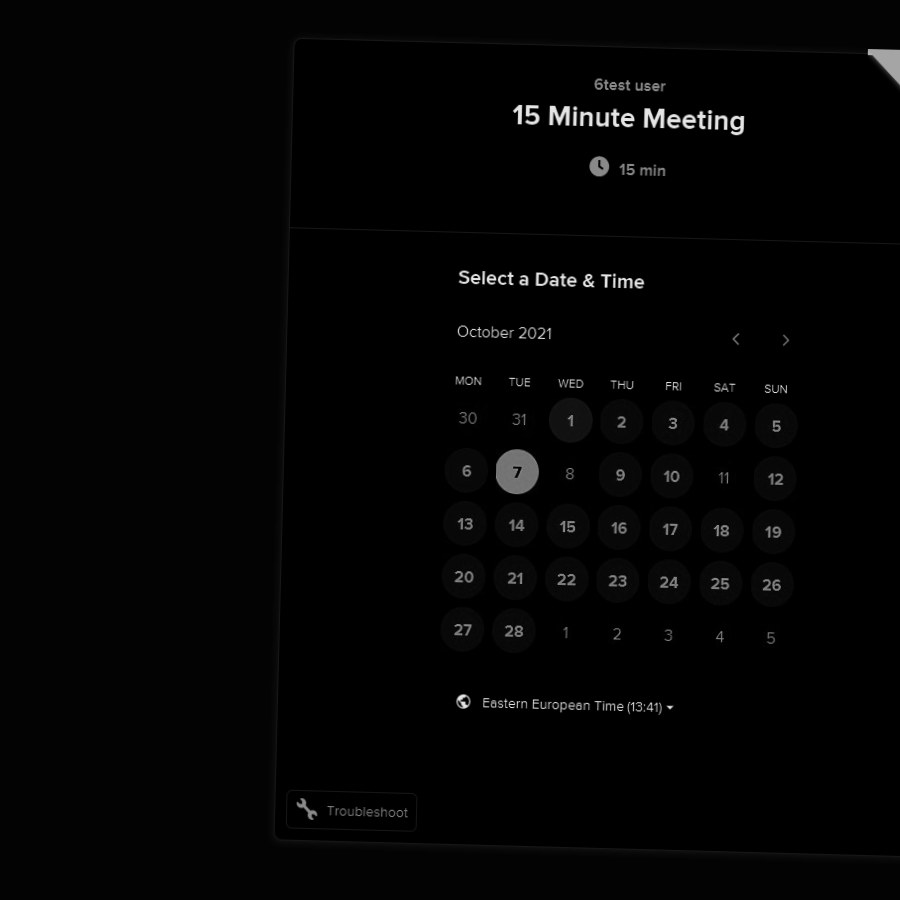 6test user
15 Minute Meeting
15 min
Select a Date & Time
October 2021
MON TUE WED THU FRI SAT SUN
30 31 1 2 3 4 5
6 7 8 9 10 11 12
13 14 15 16 17 18 19
20 21 22 23 24 25 26
27 28 1 2 3 4 5
Eastern European Time (13:41)
Troubleshoot